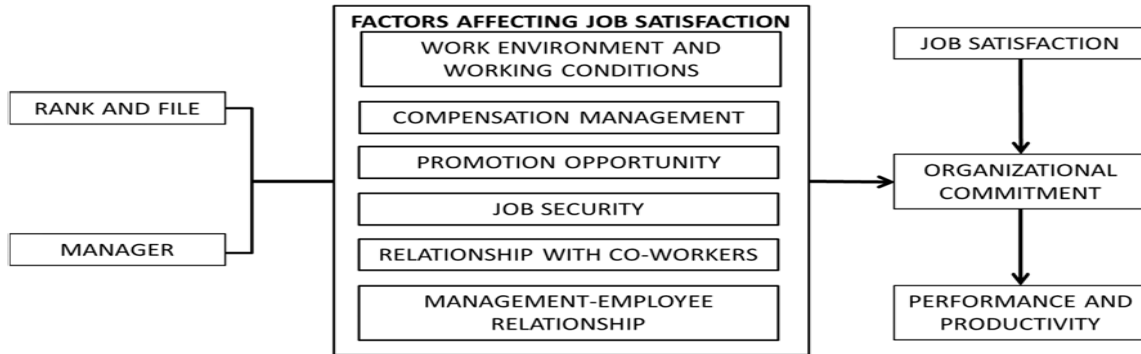 RANK AND FILE
MANAGER
FACTORS AFFECTING JOB SATISFACTION
WORK ENVIRONMENT AND
WORKING CONDITIONS
COMPENSATION MANAGEMENT
PROMOTION OPPORTUNITY
JOB SECURITY
RELATIONSHIP WITH CO-WORKERS
MANAGEMENT-EMPLOYEE
RELATIONSHIP
JOB SATISFACTION
ORGANIZATIONAL
COMMITMENT
PERFORMANCE AND
PRODUCTIVITY